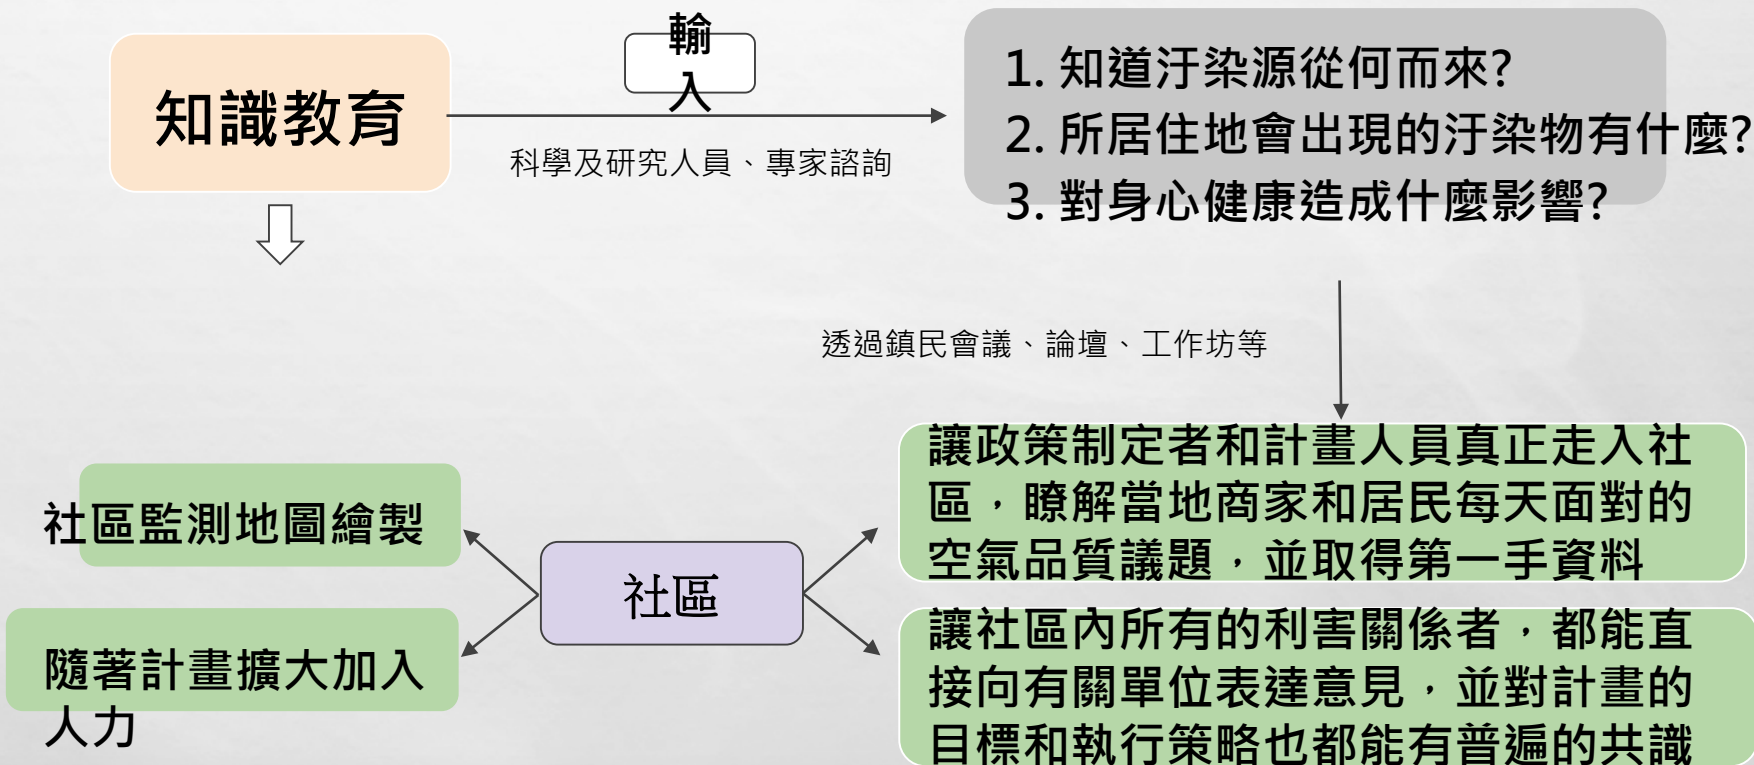 知識教育
輸
入
科學及研究人員、專家諮詢
1. 知道汙染源從何而來?
2. 所居住地會出現的汙染物有什麼?
3. 對身心健康造成什麼影響?
透過鎮民會議、論壇、工作坊等
社區監測地圖繪製
隨著計畫擴大加入
人力
社區
讓政策制定者和計畫人員真正走入社
區，瞭解當地商家和居民每天面對的
空氣品質議題，並取得第一手資料
讓社區內所有的利害關係者，都能直
接向有關單位表達意見，並對計畫的
目標和執行策略也都能有普遍的共識